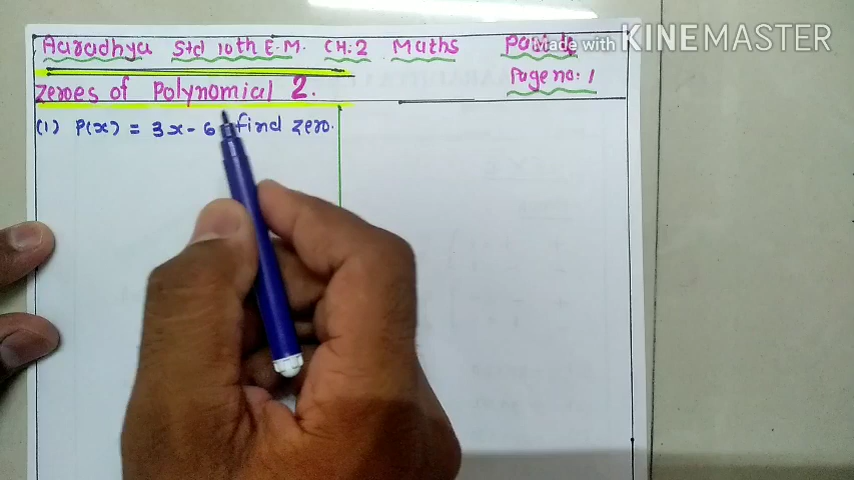 Aaradhya Std 10th E.M. CH:2 Maths
Made with KINEMASTER
Page no: 1
Zeroes of Polynomial 2.
(1) P(x) = 3x - 6 find zero.